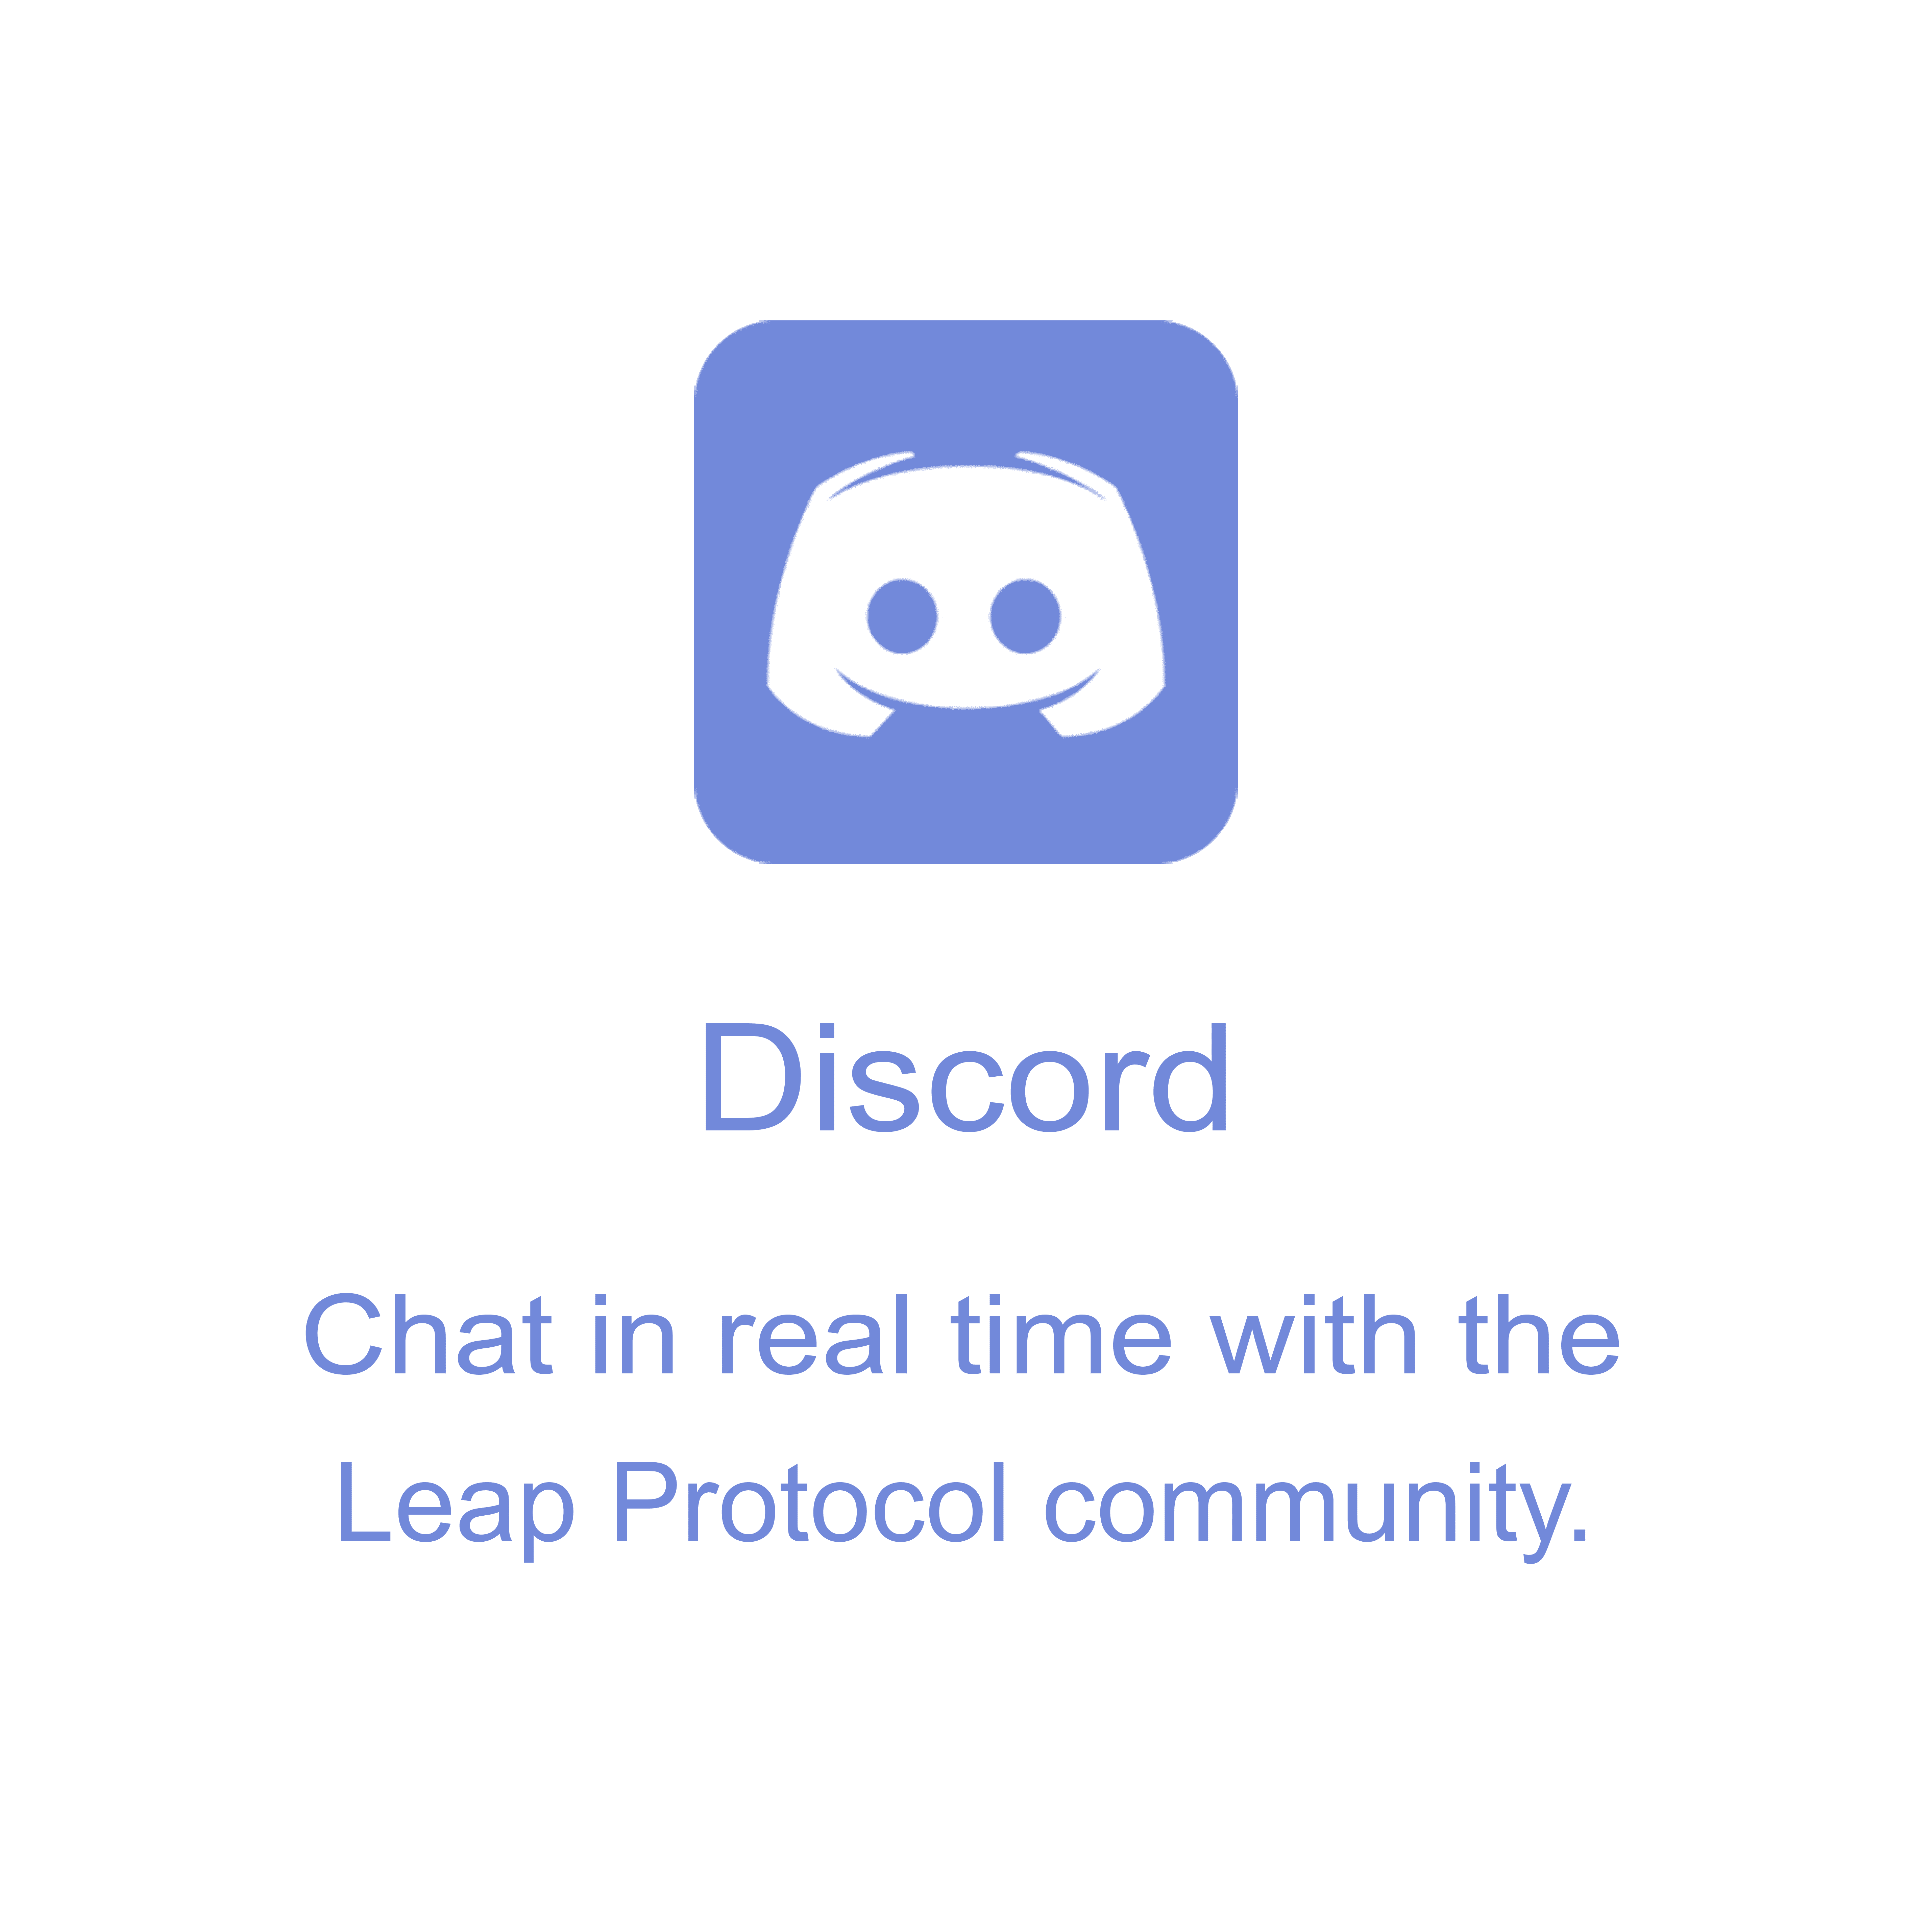 Discord
Chat in real time with the
Leap Protocol community.